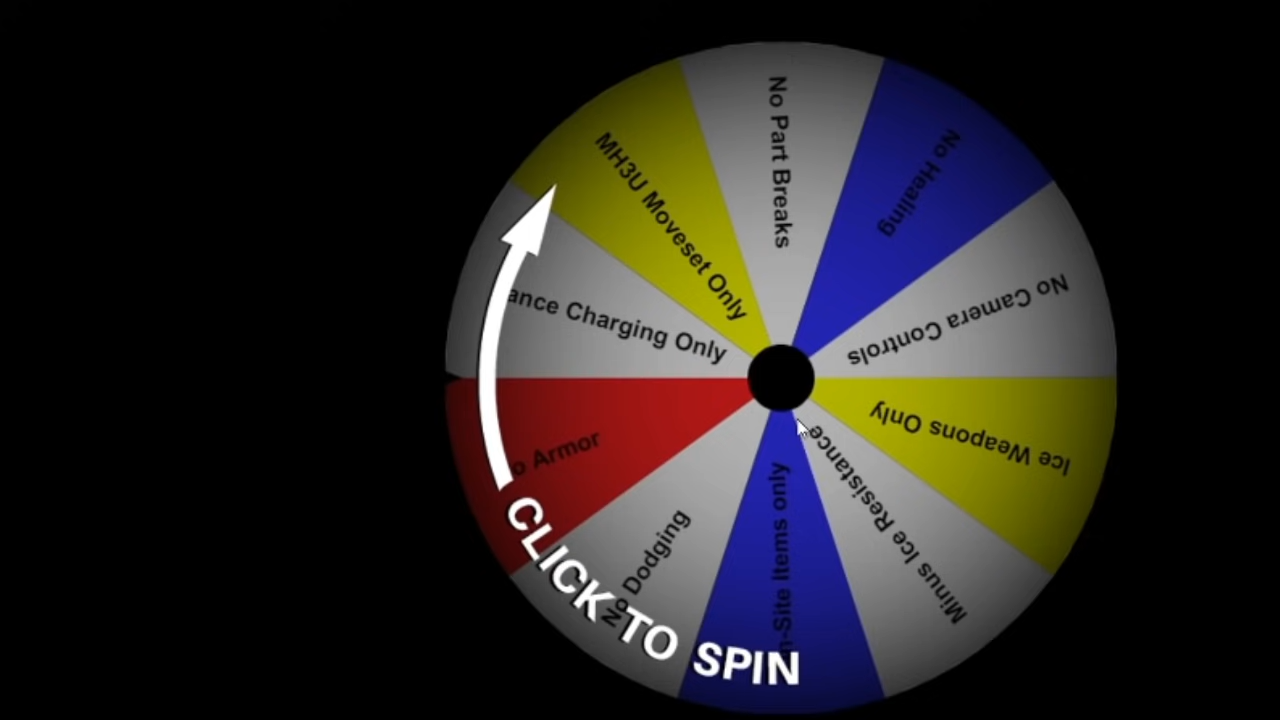 No Part Breaks
No Healing
No Camera Controls
Ice Weapons Only
Minus Ice Resistance
Site Items only
No Dodging
Armor
Charging Only
MH3U Moveset Only
CLICK TO SPIN